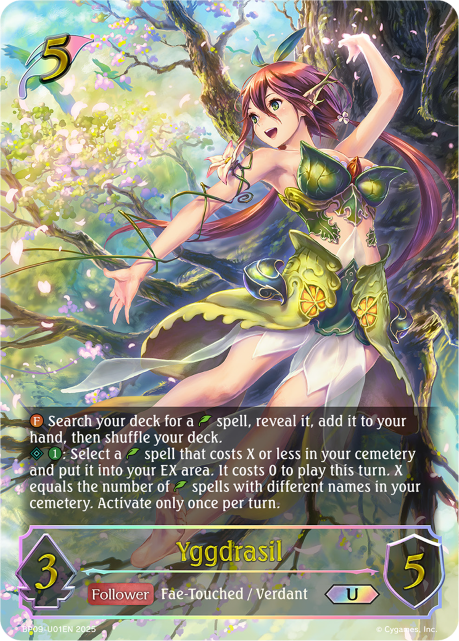 5
F Search your deck for a spell, reveal it, add it to your
hand, then shuffle your deck.
1: Select a spell that costs X or less in your cemetery
and put it into your EX area. It costs 0 to play this turn. X
equals the number of spells with different names in your
cemetery. Activate only once per turn.
Yggdrasil
3
Follower Fae-Touched / Verdant U
5
BP09-U01EN 2025
© Cygames, Inc.